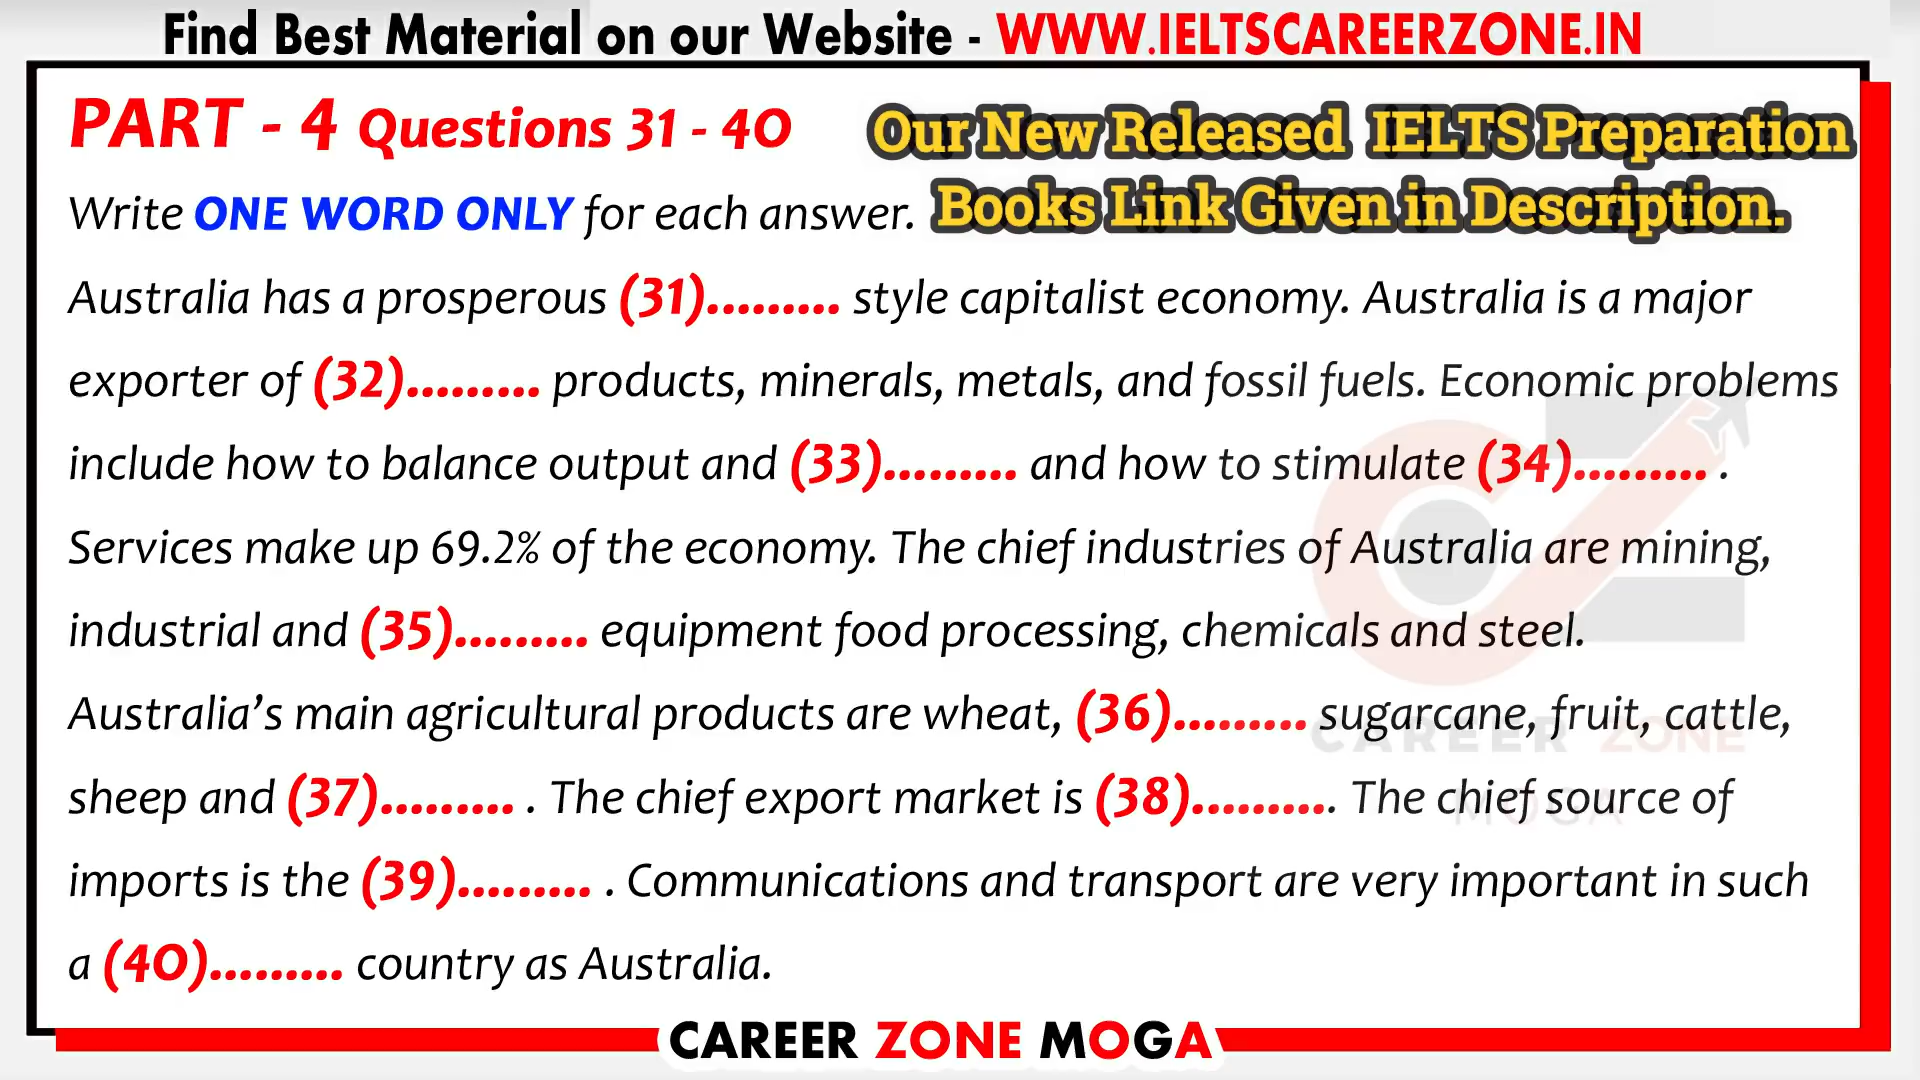 Find Best Material on our Website - WWW.IELTSCAREERZONE.IN
PART - 4 Questions 31 - 40
Our New Released IELTS Preparation
Books Link Given in Description.
Write ONE WORD ONLY for each answer.
Australia has a prosperous (31)......... style capitalist economy. Australia is a major
exporter of (32)......... products, minerals, metals, and fossil fuels. Economic problems
include how to balance output and (33)......... and how to stimulate (34)......... .
Services make up 69.2% of the economy. The chief industries of Australia are mining,
industrial and (35)......... equipment food processing, chemicals and steel.
Australia’s main agricultural products are wheat, (36)......... sugarcane, fruit, cattle,
sheep and (37)......... . The chief export market is (38).......... The chief source of
imports is the (39)......... . Communications and transport are very important in such
a (40)......... country as Australia.
CAREER ZONE
MOGA
CAREER ZONE MOGA